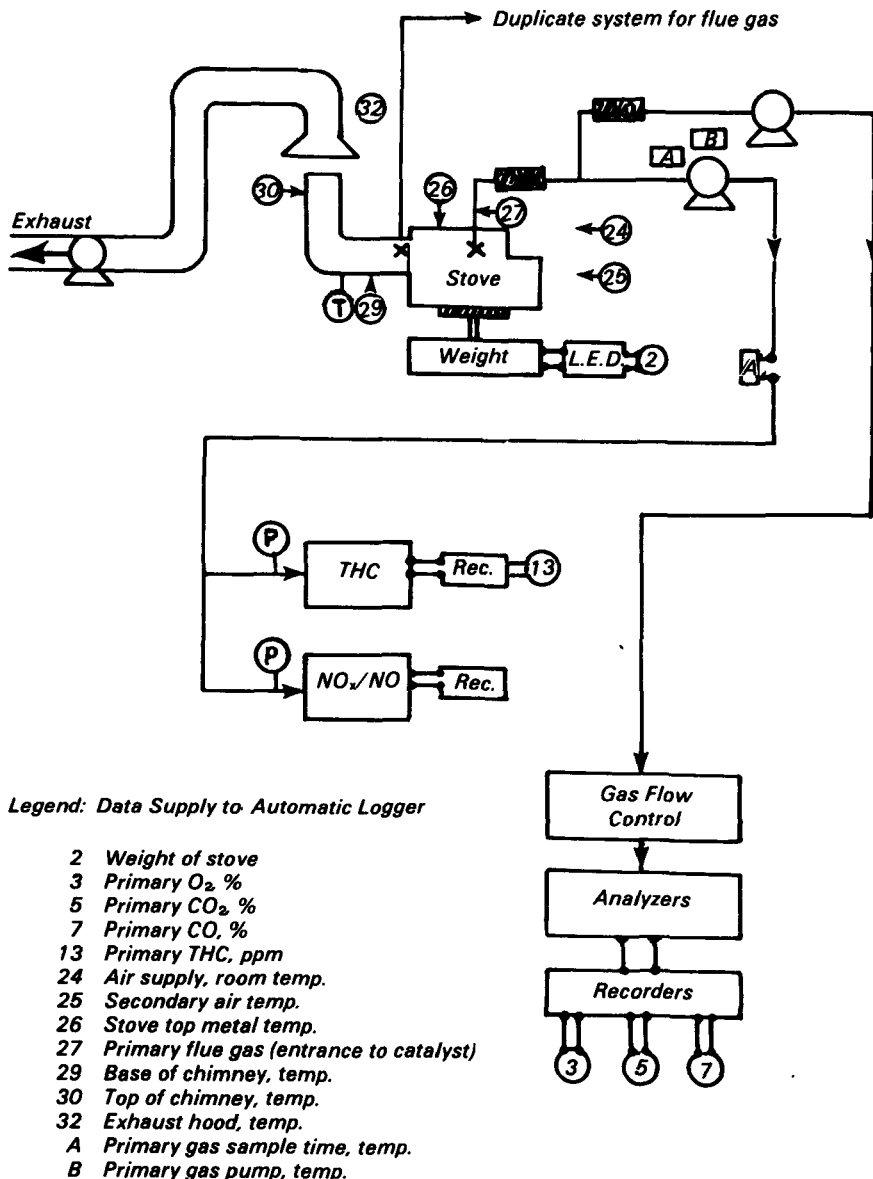 Duplicate system for flue gas
32
B
A
30
26
27
24
Exhaust
25
Stove
T
29
Weight
L.E.D.
2
A
P
THC
Rec.
13
P
NOₓ/NO
Rec.
Gas Flow
Control
Analyzers
Recorders
3
5
7
Legend: Data Supply to Automatic Logger
2 Weight of stove
3 Primary O₂, %
5 Primary CO₂, %
7 Primary CO, %
13 Primary THC, ppm
24 Air supply, room temp.
25 Secondary air temp.
26 Stove top metal temp.
27 Primary flue gas (entrance to catalyst)
29 Base of chimney, temp.
30 Top of chimney, temp.
32 Exhaust hood, temp.
A Primary gas sample time, temp.
B Primary gas pump, temp.